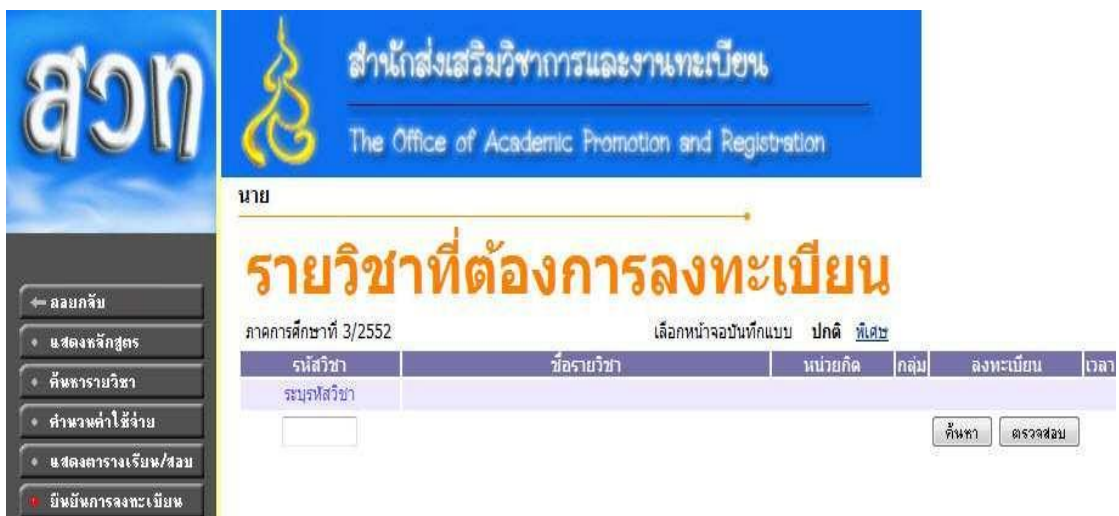 สวท
สำนักส่งเสริมวิชาการและงานทะเบียน
The Office of Academic Promotion and Registration
นาย
รายวิชาที่ต้องการลงทะเบียน
ภาคการศึกษาที่ 3/2552 เลือกหน้าจอบันทึกแบบ ปกติ พิเศษ
รหัสวิชา ชื่อรายวิชา หน่วยกิด กลุ่ม ลงทะเบียน เวลา
ระบุรหัสวิชา
ค้นหา ตรวจสอบ
ถอยกลับ
แสดงหลักสูตร
ค้นหารายวิชา
คำนวนค่าใช้จ่าย
แสดงตารางเรียน/สอบ
ยืนยันการลงทะเบียน